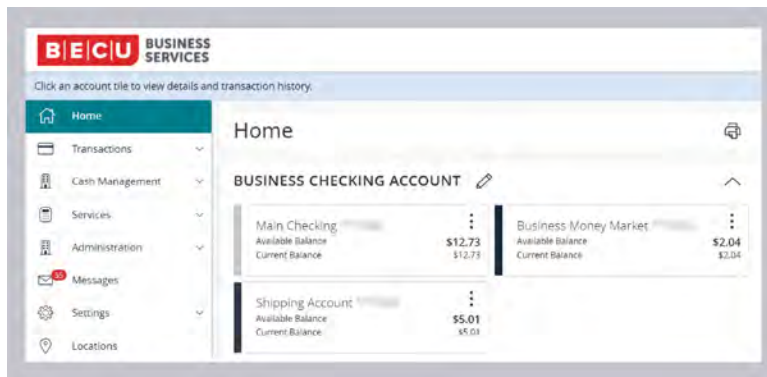 B|E|C|U BUSINESS SERVICES
Click an account tile to view details and transaction history.
Home
Transactions
Cash Management
Services
Administration
55 Messages
Settings
Locations
Home
BUSINESS CHECKING ACCOUNT
Main Checking
Available Balance $12.73
Current Balance $12.73
Business Money Market
Available Balance $2.04
Current Balance $2.04
Shipping Account
Available Balance $5.01
Current Balance $5.01